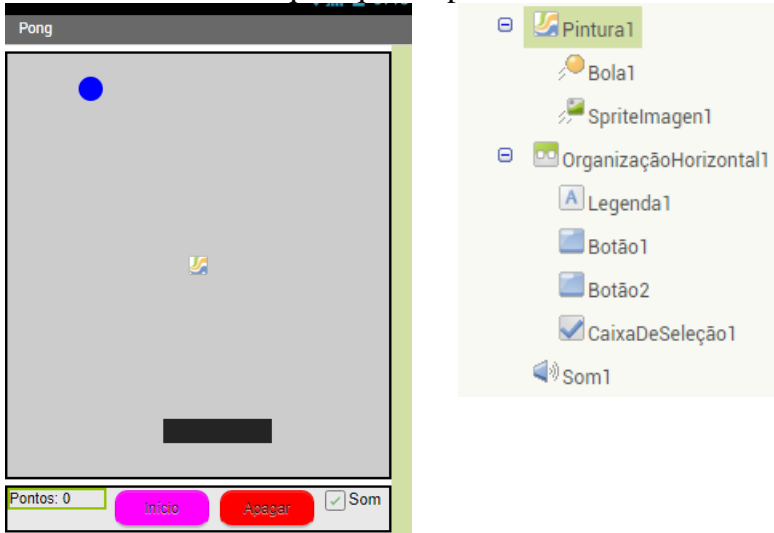 Pong
Pontos: 0
Início
Apagar
Som
Pintura1
Bola1
SpriteImagen1
OrganizaçãoHorizontal1
Legenda1
Botão1
Botão2
CaixaDeSeleção1
Som1